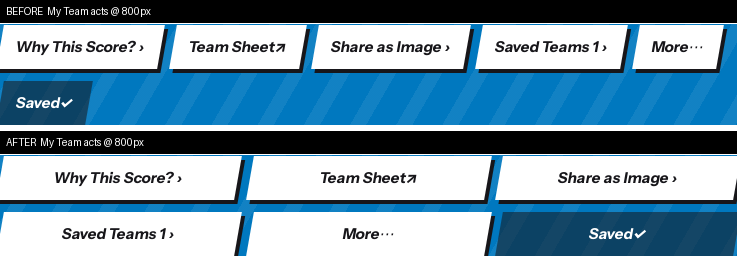 BEFORE My Team acts @ 800px
Why This Score? › Team Sheet↗ Share as Image › Saved Teams 1 › More···
Saved✓
AFTER My Team acts @ 800px
Why This Score? › Team Sheet↗ Share as Image ›
Saved Teams 1 › More··· Saved✓